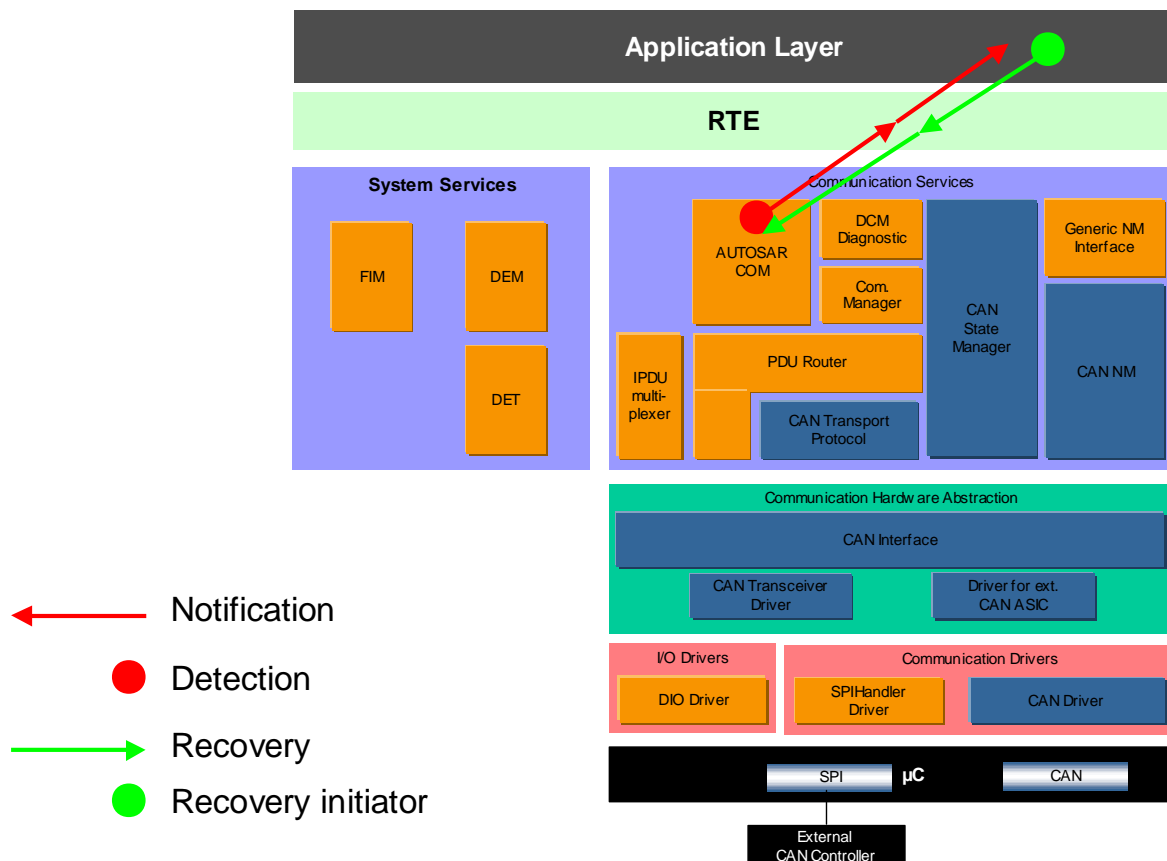 Application Layer
RTE
System Services
FIM
DEM
DET
Communication Services
AUTOSAR
COM
DCM
Diagnostic
Com.
Manager
CAN
State
Manager
Generic NM
Interface
CAN NM
IPDU
multi-
plexer
PDU Router
CAN Transport
Protocol
Communication Hardware Abstraction
CAN Interface
CAN Transceiver
Driver
Driver for ext.
CAN ASIC
I/O Drivers
DIO Driver
Communication Drivers
SPIHandler
Driver
CAN Driver
SPI
µC
CAN
External
CAN Controller
Notification
Detection
Recovery
Recovery initiator